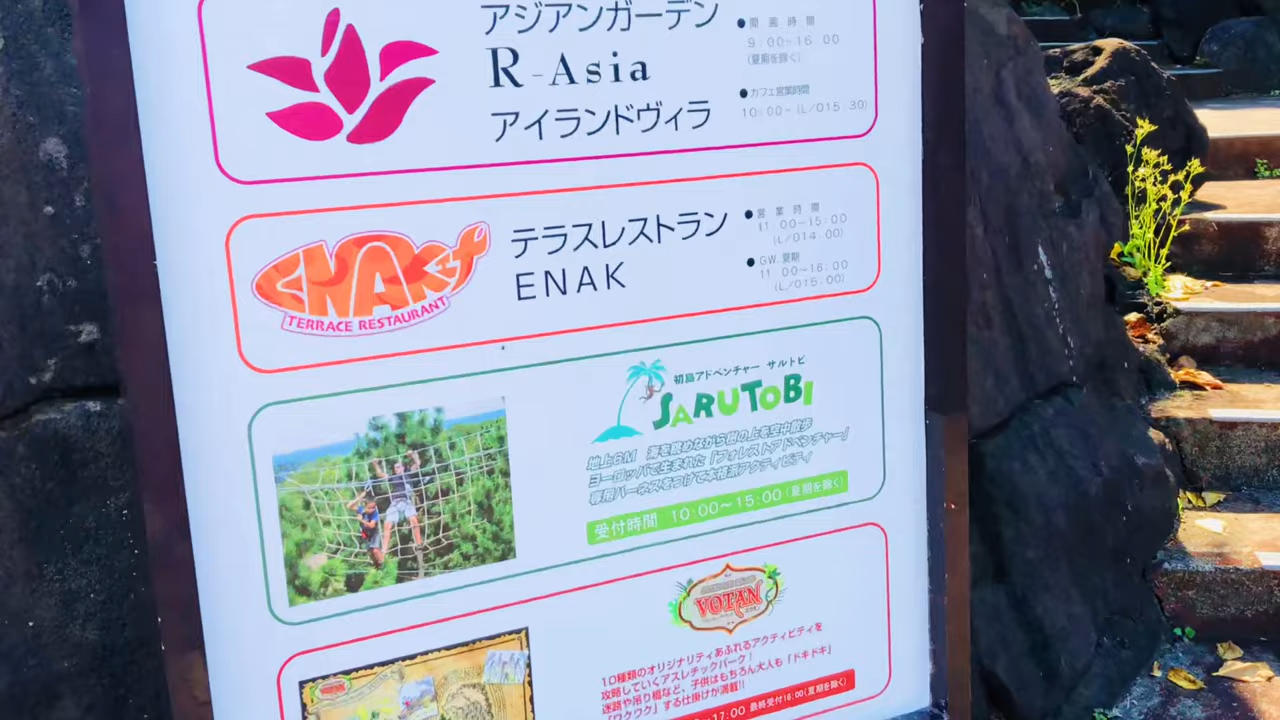 アジアンガーデン
R-Asia
アイランドヴィラ
●開園時間
9:00~16:00
(夏期を除く)
●カフェ営業時間
10:00~(L/O15:30)
ENAK
TERRACE RESTAURANT
テラスレストラン
ENAK
●営業時間
11:00~15:00
(L/O14:00)
●GW.夏期
11:00~16:00
(L/O15:00)
初島アドベンチャー サルトビ
SARUTOBI
地上6M 海を眺めながら樹の上を空中散歩
ヨーロッパで生まれた「フォレストアドベンチャー」
専用ハーネスをつけて本格派アクティビティ
受付時間 10:00~15:00(夏期を除く)
VOTAN
10種類のオリジナリティあふれるアクティビティを
攻略していくアスレチックパーク!
迷路や吊り橋など、子供はもちろん大人も「ドキドキ」
「ワクワク」する仕掛けが満載!!
~17:00 最終受付16:00(夏期を除く)